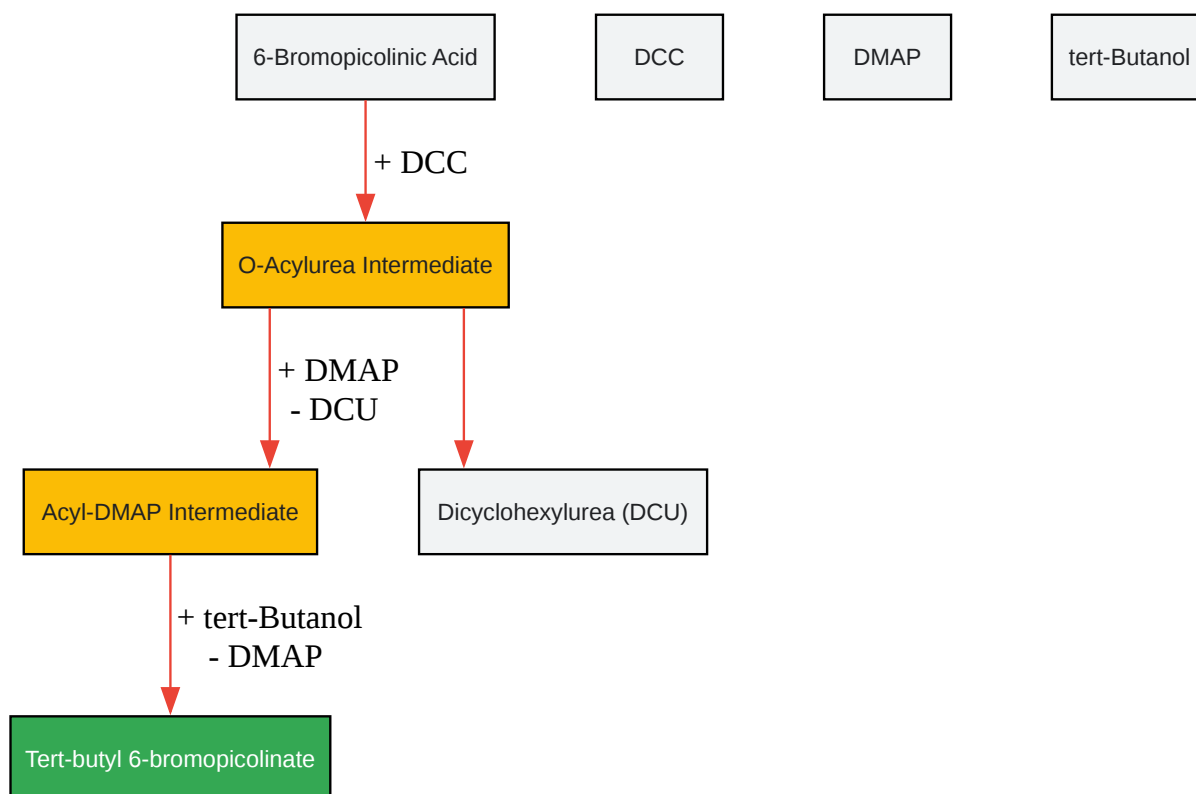 6-Bromopicolinic Acid
DCC
DMAP
tert-Butanol
+ DCC
O-Acylurea Intermediate
+ DMAP
- DCU
Acyl-DMAP Intermediate
Dicyclohexylurea (DCU)
+ tert-Butanol
- DMAP
Tert-butyl 6-bromopicolinate